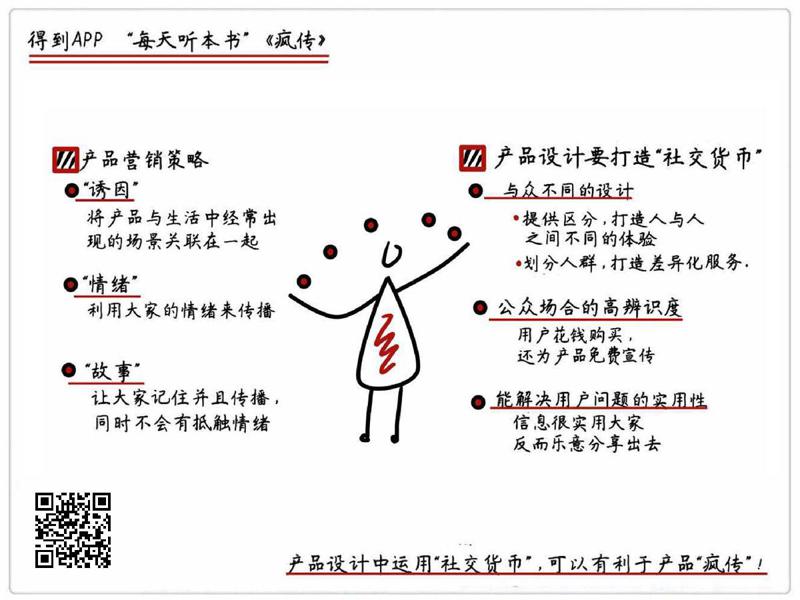 得到APP “每天听本书”《疯传》
产品营销策略
“诱因”
将产品与生活中经常出
现的场景关联在一起
“情绪”
利用大家的情绪来传播
“故事”
让大家记住并且传播，
同时不会有抵触情绪
产品设计要打造“社交货币”
与众不同的设计
提供区分，打造人与人
之间不同的体验
划分人群，打造差异化服务.
公众场合的高辨识度
用户花钱购买，
还为产品免费宣传
能解决用户问题的实用性
信息很实用大家
反而乐意分享出去
产品设计中运用“社交货币”，可以有利于产品“疯传”！